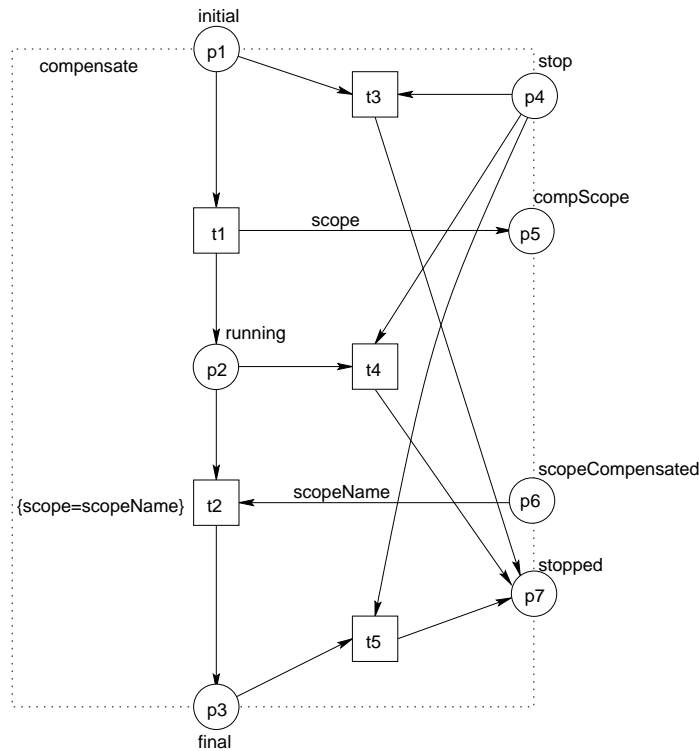 initial
p1
compensate
stop
t3
p4
compScope
scope
t1
p5
running
p2
t4
scopeCompensated
scopeName
{scope=scopeName}
t2
p6
stopped
p7
t5
p3
final